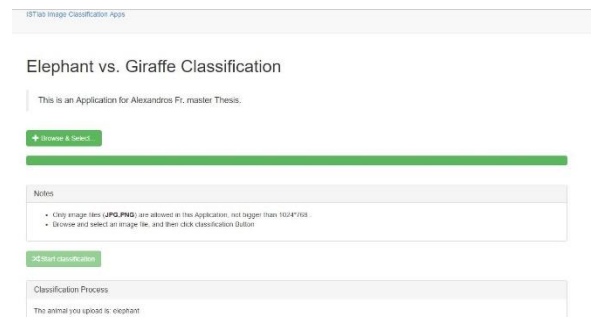 ISTlab Image Classification Apps
Elephant vs. Giraffe Classification
This is an Application for Alexandros Fr. master Thesis.
+ Browse & Select...
Notes
• Only image files (JPG,PNG) are allowed in this Application, not bigger than 1024*768 .
• Browse and select an image file, and then click classification Button
Start classification
Classification Process
The animal you upload is: elephant